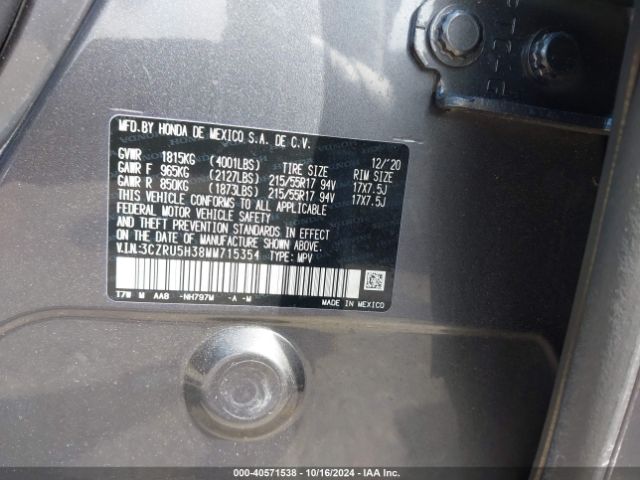 MFD.BY HONDA DE MEXICO S.A. DE C.V.
12/'20
GVWR 1815KG (4001LBS) TIRE SIZE RIM SIZE
GAWR F 965KG (2127LBS) 215/55R17 94V 17X7.5J
GAWR R 850KG (1873LBS) 215/55R17 94V 17X7.5J
THIS VEHICLE CONFORMS TO ALL APPLICABLE
FEDERAL MOTOR VEHICLE SAFETY
AND THEFT PREVENTION STANDARDS IN EFFECT
ON THE DATE OF MANUFACTURE SHOWN ABOVE.
V.I.N.:3CZRU5H38MM715354 TYPE: MPV
T7W M AA8 -NH797M -A -M
MADE IN MEXICO
000-40571538 - 10/16/2024 - IAA Inc.